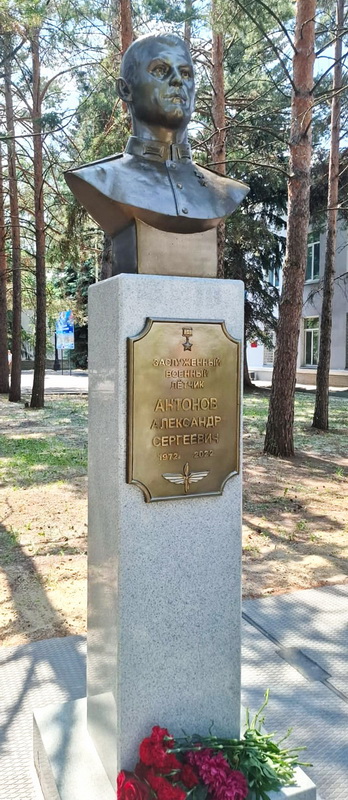 ЗАСЛУЖЕННЫЙ
ВОЕННЫЙ
ЛЁТЧИК
АНТОНОВ
АЛЕКСАНДР
СЕРГЕЕВИЧ
1972 2022